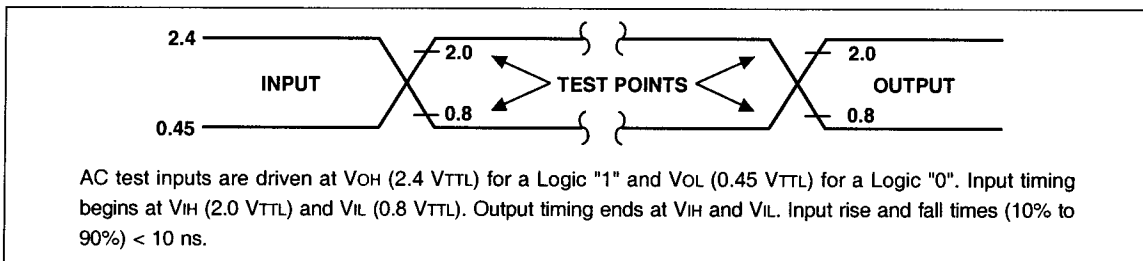 2.4
2.0
2.0
INPUT
TEST POINTS
OUTPUT
0.8
0.8
0.45
AC test inputs are driven at VOH (2.4 VTTL) for a Logic "1" and VOL (0.45 VTTL) for a Logic "0". Input timing
begins at VIH (2.0 VTTL) and VIL (0.8 VTTL). Output timing ends at VIH and VIL. Input rise and fall times (10% to
90%) < 10 ns.